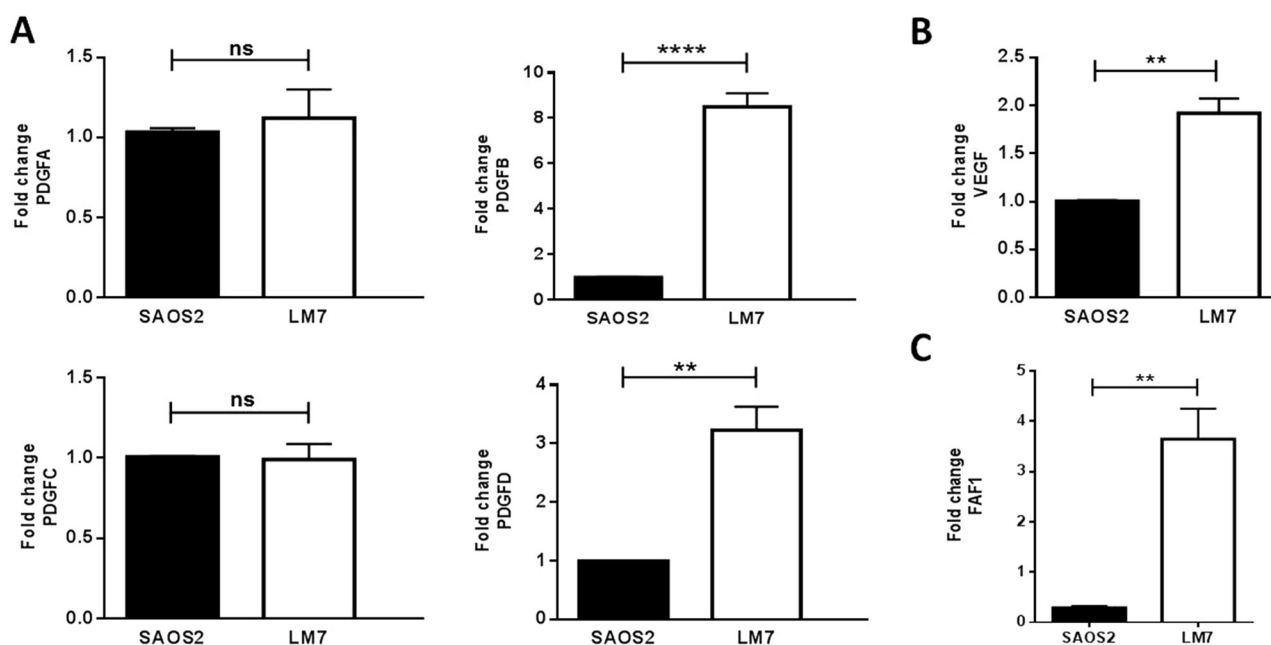 A
ns
1.5
1.0
0.5
0.0
Fold change
PDGFA
SAOS2 LM7
****
10
8
6
4
2
0
Fold change
PDGFB
SAOS2 LM7
B
**
2.5
2.0
1.5
1.0
0.5
0.0
Fold change
VEGF
SAOS2 LM7
ns
1.5
1.0
0.5
0.0
Fold change
PDGFC
SAOS2 LM7
**
4
3
2
1
0
Fold change
PDGFD
SAOS2 LM7
C
**
5
4
3
2
1
0
Fold change
FAF1
SAOS2 LM7